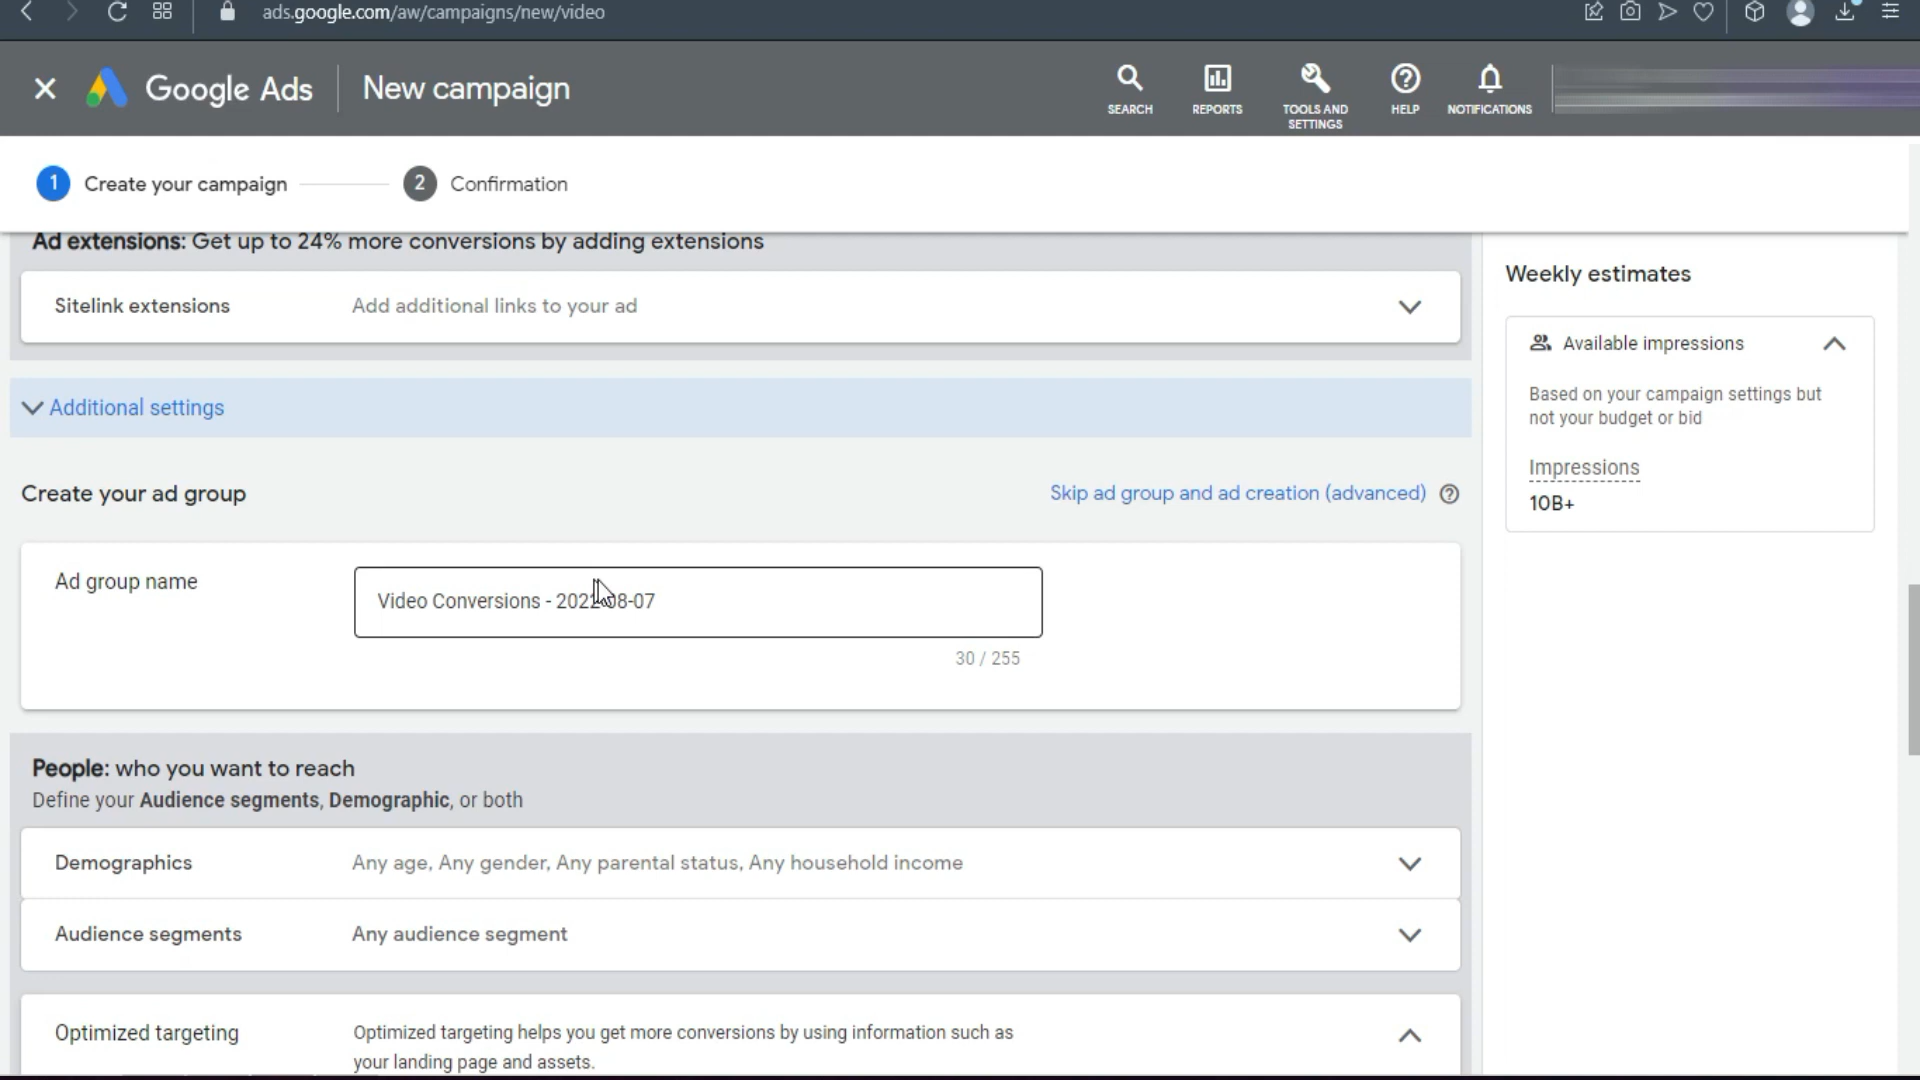 ads.google.com/aw/campaigns/new/video
Google Ads
New campaign
SEARCH
REPORTS
TOOLS AND
SETTINGS
HELP
NOTIFICATIONS
1 Create your campaign
2 Confirmation
Ad extensions: Get up to 24% more conversions by adding extensions
Sitelink extensions Add additional links to your ad
Additional settings
Create your ad group
Skip ad group and ad creation (advanced)
Ad group name
Video Conversions - 2022-08-07
30 / 255
People: who you want to reach
Define your Audience segments, Demographic, or both
Demographics Any age, Any gender, Any parental status, Any household income
Audience segments Any audience segment
Optimized targeting Optimized targeting helps you get more conversions by using information such as
your landing page and assets.
Weekly estimates
Available impressions
Based on your campaign settings but
not your budget or bid
Impressions
10B+